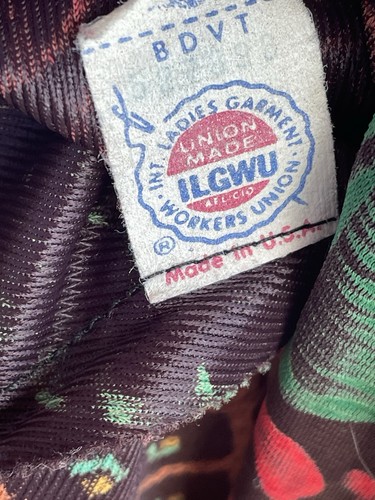 BDVT
INT. LADIES GARMENT
UNION
MADE
ILGWU
AFL-CIO
WORKERS UNION
®
Made in U.S.A.